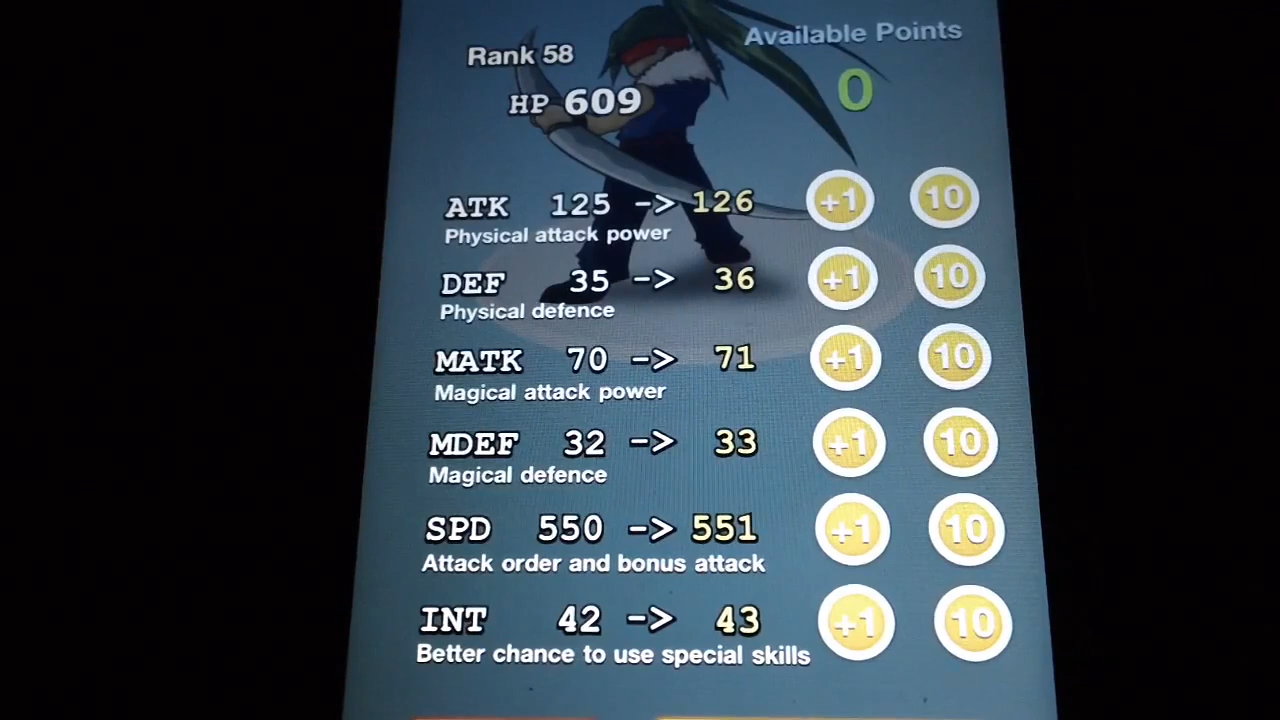 Available Points
Rank 58
0
HP 609
ATK 125 -> 126 +1 10
Physical attack power
DEF 35 -> 36 +1 10
Physical defence
MATK 70 -> 71 +1 10
Magical attack power
MDEF 32 -> 33 +1 10
Magical defence
SPD 550 -> 551 +1 10
Attack order and bonus attack
INT 42 -> 43 +1 10
Better chance to use special skills